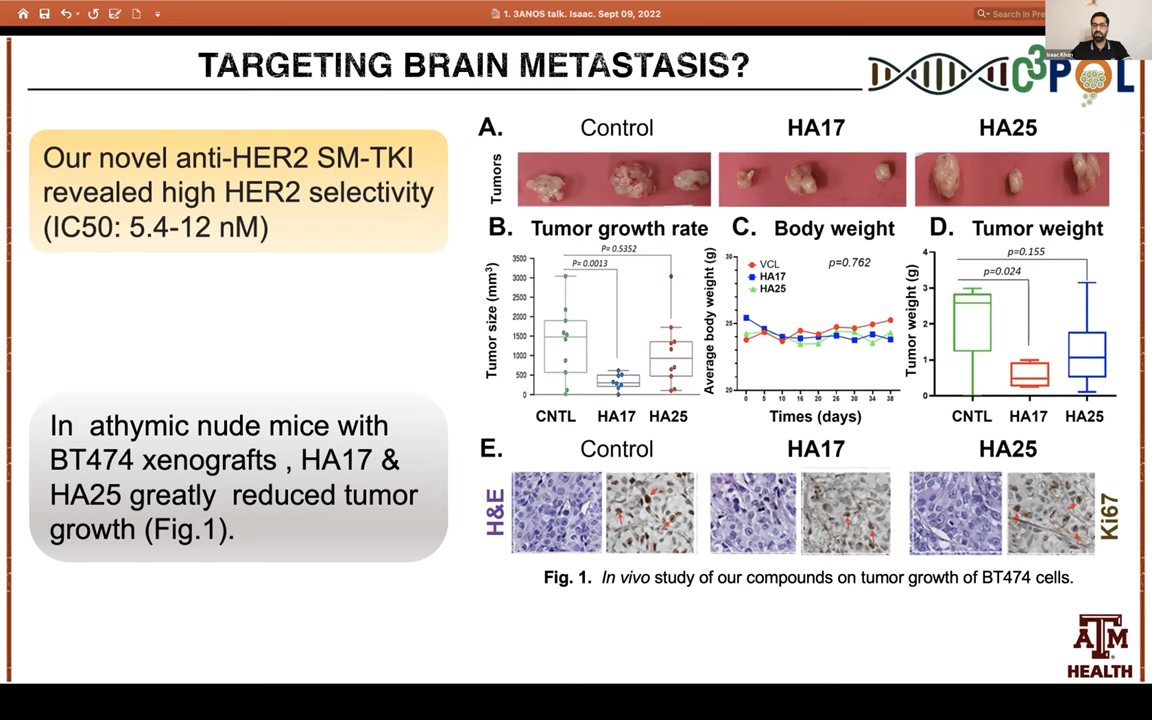 1. 3ANOS talk. Isaac. Sept 09, 2022
Search in Pre
Isaac Khan
TARGETING BRAIN METASTASIS?
C3POL
Our novel anti-HER2 SM-TKI
revealed high HER2 selectivity
(IC50: 5.4-12 nM)
In athymic nude mice with
BT474 xenografts , HA17 &
HA25 greatly reduced tumor
growth (Fig.1).
A. Control HA17 HA25
Tumors
B. Tumor growth rate
P= 0.5352
P= 0.0013
Tumor size (mm³)
3500
3000
2500
2000
1500
1000
500
0
CNTL HA17 HA25
C. Body weight
p=0.762
VCL
HA17
HA25
Average body weight (g)
30
25
20
0 5 10 16 20 26 30 34 38
Times (days)
D. Tumor weight
p=0.155
p=0.024
Tumor weight (g)
4
3
2
1
0
CNTL HA17 HA25
E. Control HA17 HA25
H&E
Ki67
Fig. 1. In vivo study of our compounds on tumor growth of BT474 cells.
ATM
HEALTH